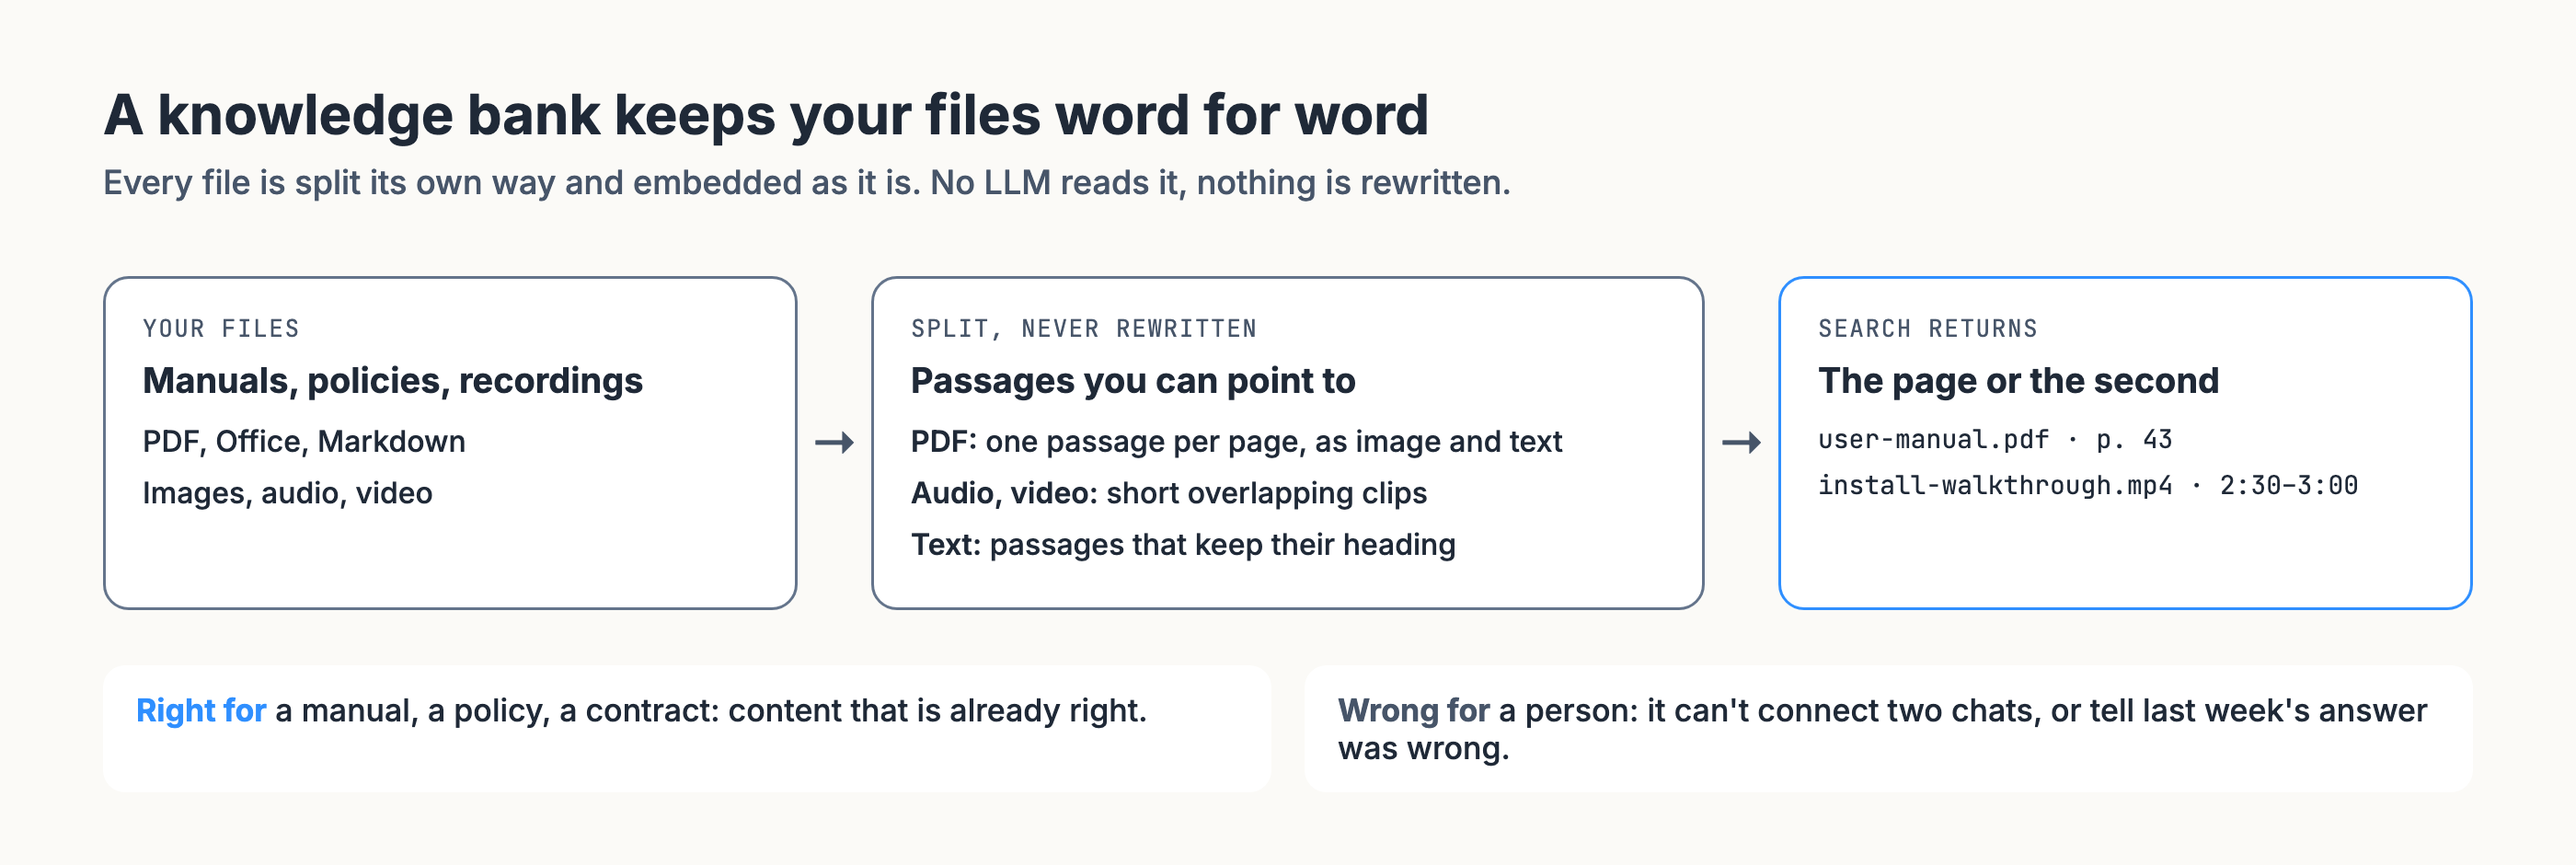 A knowledge bank keeps your files word for word
Every file is split its own way and embedded as it is. No LLM reads it, nothing is rewritten.
YOUR FILES
Manuals, policies, recordings
PDF, Office, Markdown
Images, audio, video
SPLIT, NEVER REWRITTEN
Passages you can point to
PDF: one passage per page, as image and text
Audio, video: short overlapping clips
Text: passages that keep their heading
SEARCH RETURNS
The page or the second
user-manual.pdf · p. 43
install-walkthrough.mp4 · 2:30–3:00
Right for a manual, a policy, a contract: content that is already right.
Wrong for a person: it can't connect two chats, or tell last week's answer
was wrong.